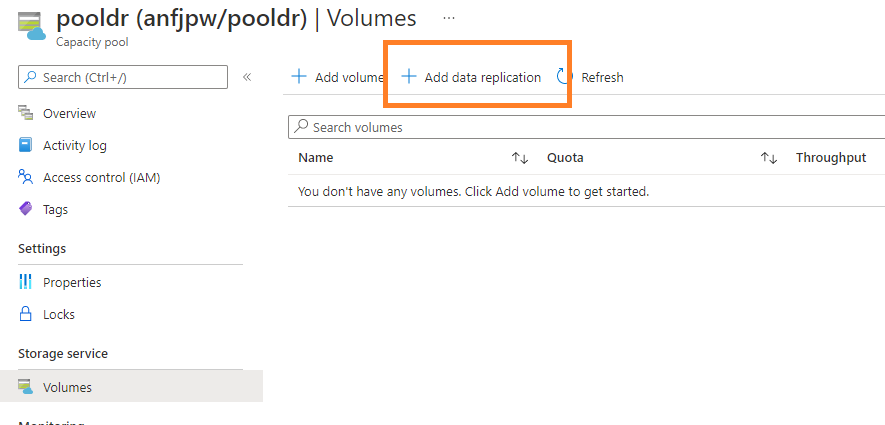 pooldr (anfjpw/pooldr) | Volumes ...
Capacity pool
Search (Ctrl+/)
Add volume
Add data replication
Refresh
Overview
Search volumes
Activity log
Name
Quota
Throughput
Access control (IAM)
You don't have any volumes. Click Add volume to get started.
Tags
Settings
Properties
Locks
Storage service
Volumes
Monitoring